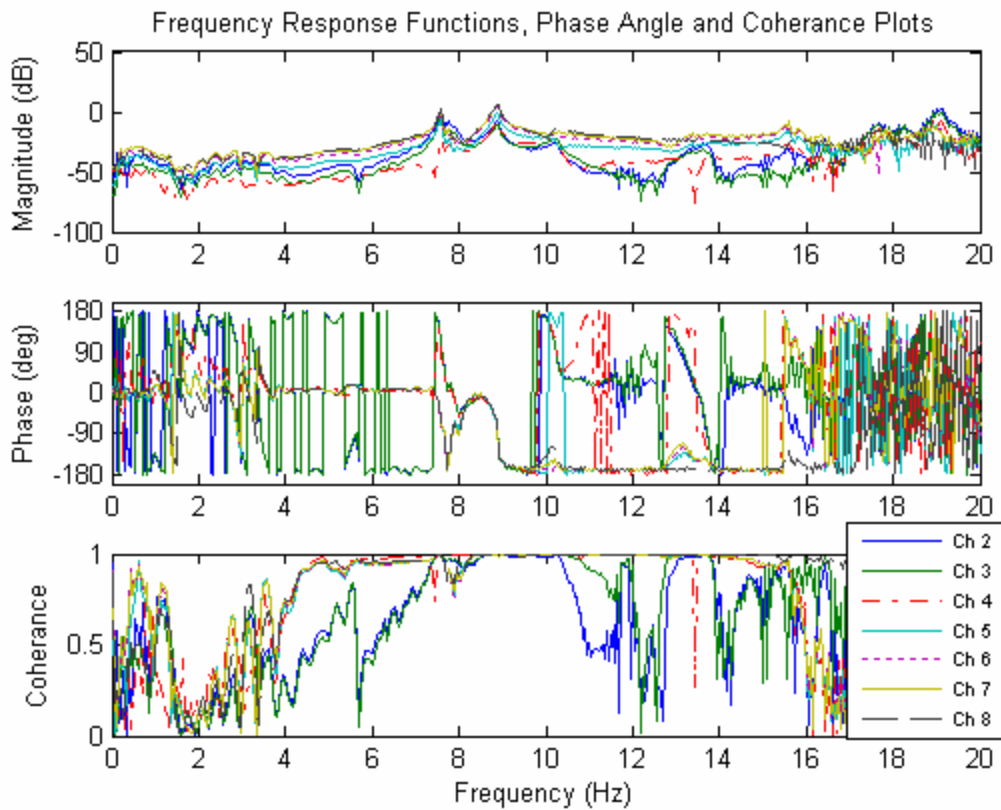 Frequency Response Functions, Phase Angle and Coherance Plots
Magnitude (dB)
50
0
-50
-100
0 2 4 6 8 10 12 14 16 18 20
Phase (deg)
180
90
0
-90
-180
0 2 4 6 8 10 12 14 16 18 20
Coherance
1
0.5
0
0 2 4 6 8 10 12 14 16 18 20
Frequency (Hz)
Ch 2
Ch 3
Ch 4
Ch 5
Ch 6
Ch 7
Ch 8